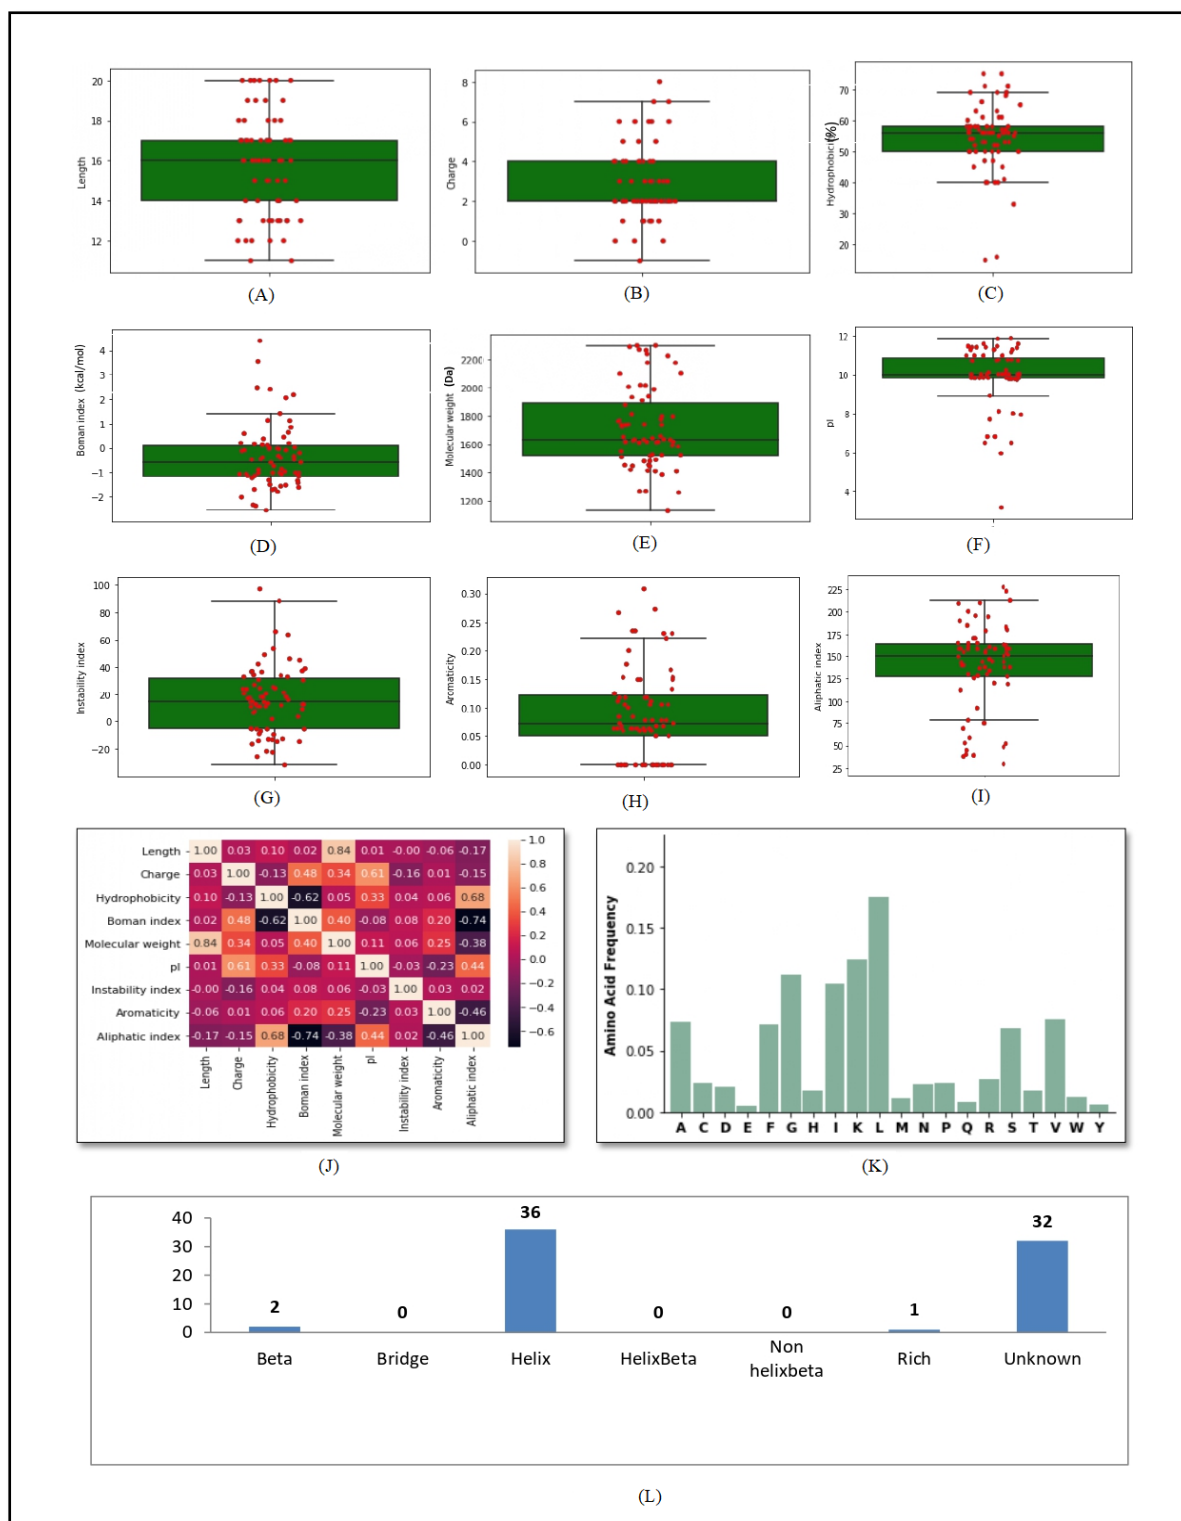 20
18
16
14
12
Length
(A)
8
6
4
2
0
Charge
(B)
70
60
50
40
30
20
Hydrophobicity (%)
(C)
4
3
2
1
0
−1
−2
Boman index (kcal/mol)
(D)
2200
2000
1800
1600
1400
1200
Molecular weight (Da)
(E)
12
10
8
6
4
pI
(F)
100
80
60
40
20
0
−20
Instability index
(G)
0.30
0.25
0.20
0.15
0.10
0.05
0.00
Aromaticity
(H)
225
200
175
150
125
100
75
50
25
Aliphatic index
(I)
Length 1.00 0.03 0.10 0.02 0.84 0.01 -0.00 -0.06 -0.17
Charge 0.03 1.00 -0.13 0.48 0.34 0.61 -0.16 0.01 -0.15
Hydrophobicity 0.10 -0.13 1.00 -0.62 0.05 0.33 0.04 0.06 0.68
Boman index 0.02 0.48 -0.62 1.00 0.40 -0.08 0.08 0.20 -0.74
Molecular weight 0.84 0.34 0.05 0.40 1.00 0.11 0.06 0.25 -0.38
pI 0.01 0.61 0.33 -0.08 0.11 1.00 -0.03 -0.23 0.44
Instability index -0.00 -0.16 0.04 0.08 0.06 -0.03 1.00 0.03 0.02
Aromaticity -0.06 0.01 0.06 0.20 0.25 -0.23 0.03 1.00 -0.46
Aliphatic index -0.17 -0.15 0.68 -0.74 -0.38 0.44 0.02 -0.46 1.00
Length
Charge
Hydrophobicity
Boman index
Molecular weight
pI
Instability index
Aromaticity
Aliphatic index
1.0
0.8
0.6
0.4
0.2
0.0
−0.2
−0.4
−0.6
(J)
Amino Acid Frequency
0.20
0.15
0.10
0.05
0.00
A C D E F G H I K L M N P Q R S T V W Y
(K)
40
30
20
10
0
2 0 36 0 0 1 32
Beta Bridge Helix HelixBeta Non helixbeta Rich Unknown
(L)